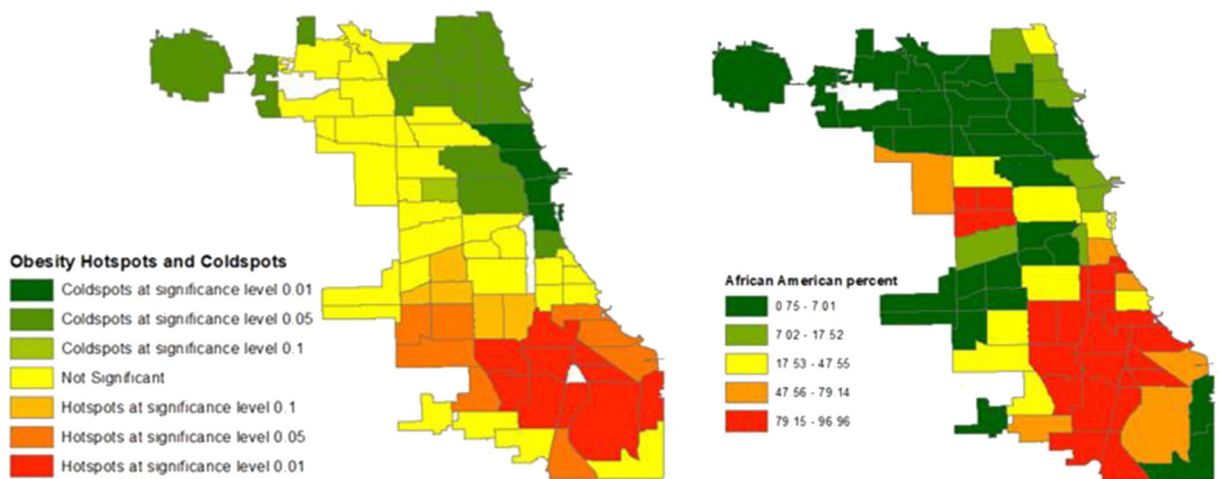 Obesity Hotspots and Coldspots
Coldspots at significance level 0.01
Coldspots at significance level 0.05
Coldspots at significance level 0.1
Not Significant
Hotspots at significance level 0.1
Hotspots at significance level 0.05
Hotspots at significance level 0.01
African American percent
0 75 - 7 01
7 02 - 17 52
17 53 - 47 55
47 56 - 79 14
79 15 - 96 96